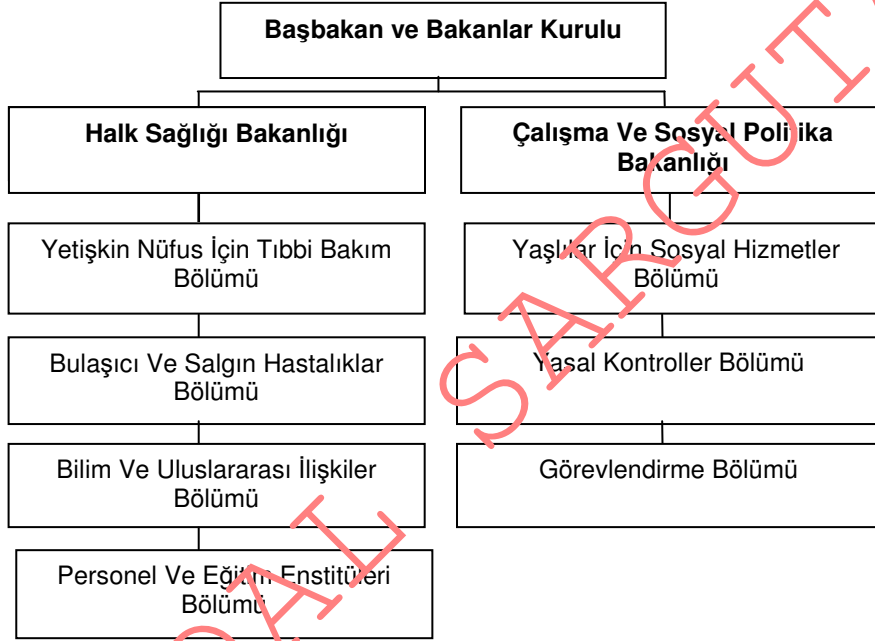 Başbakan ve Bakanlar Kurulu
Halk Sağlığı Bakanlığı
Çalışma Ve Sosyal Politika
Bakanlığı
Yetişkin Nüfus İçin Tıbbi Bakım
Bölümü
Yaşlılar İçin Sosyal Hizmetler
Bölümü
Bulaşıcı Ve Salgın Hastalıklar
Bölümü
Yasal Kontroller Bölümü
Bilim Ve Uluslararası İlişkiler
Bölümü
Görevlendirme Bölümü
Personel Ve Eğitim Enstitüleri
Bölümü
SARGUT